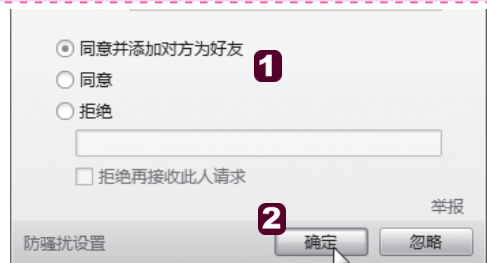 同意并添加对方为好友
1
同意
拒绝
拒绝再接收此人请求
举报
2
防骚扰设置 确定 忽略